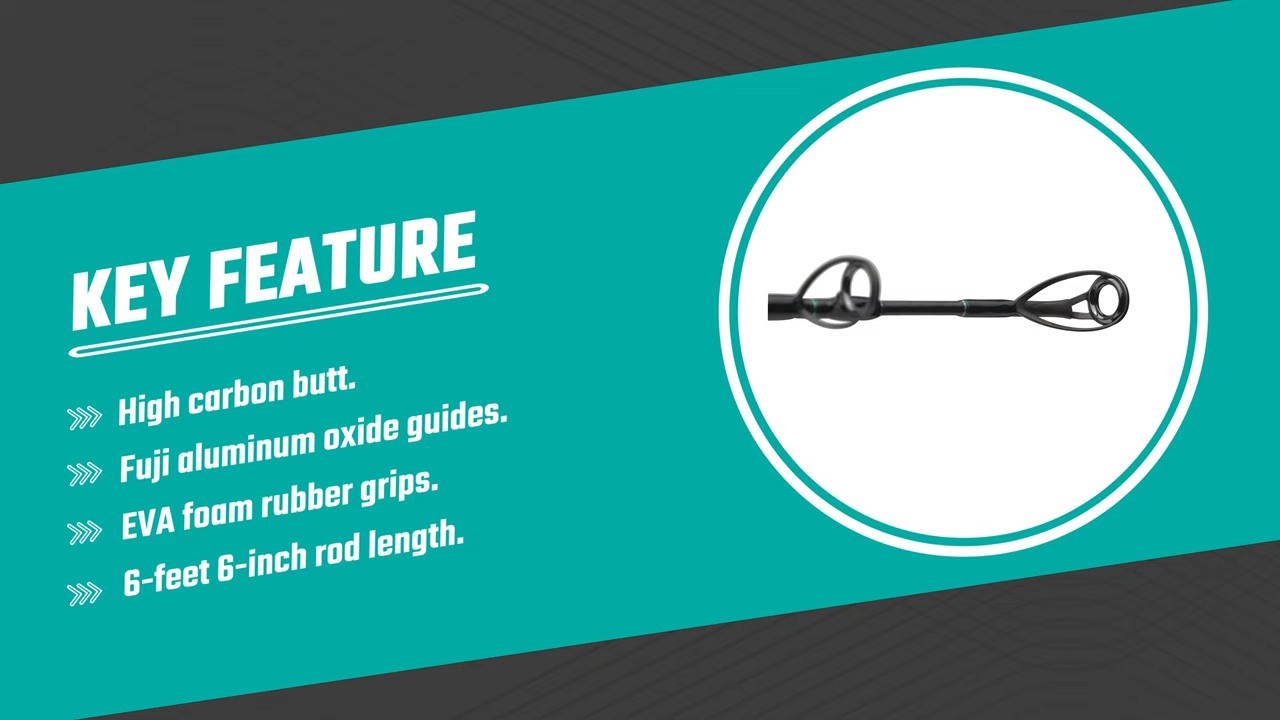 KEY FEATURE
High carbon butt.
Fuji aluminum oxide guides.
EVA foam rubber grips.
6-feet 6-inch rod length.